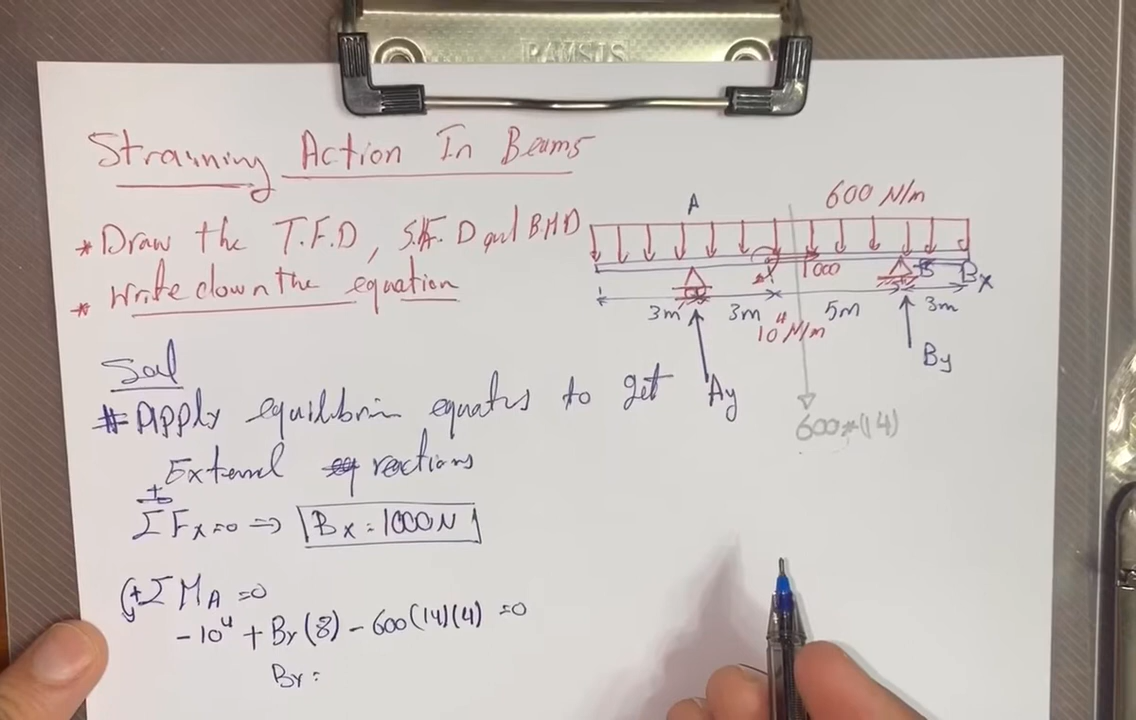 RAMSIS
Straining Action In Beams
* Draw the T.F.D, S.F.D and B.M.D
* Write down the equation
600 N/m
A
1000
B
Bx
3m 3m 5m 3m
10⁴ N/m
Ay
By
600*(14)
Sol
# Apply equilibrium equations to get
External reactions
+
ΣFx=0 => Bx = 1000N
+ΣMA=0
-10⁴ + By(8) - 600(14)(4) =0
By =